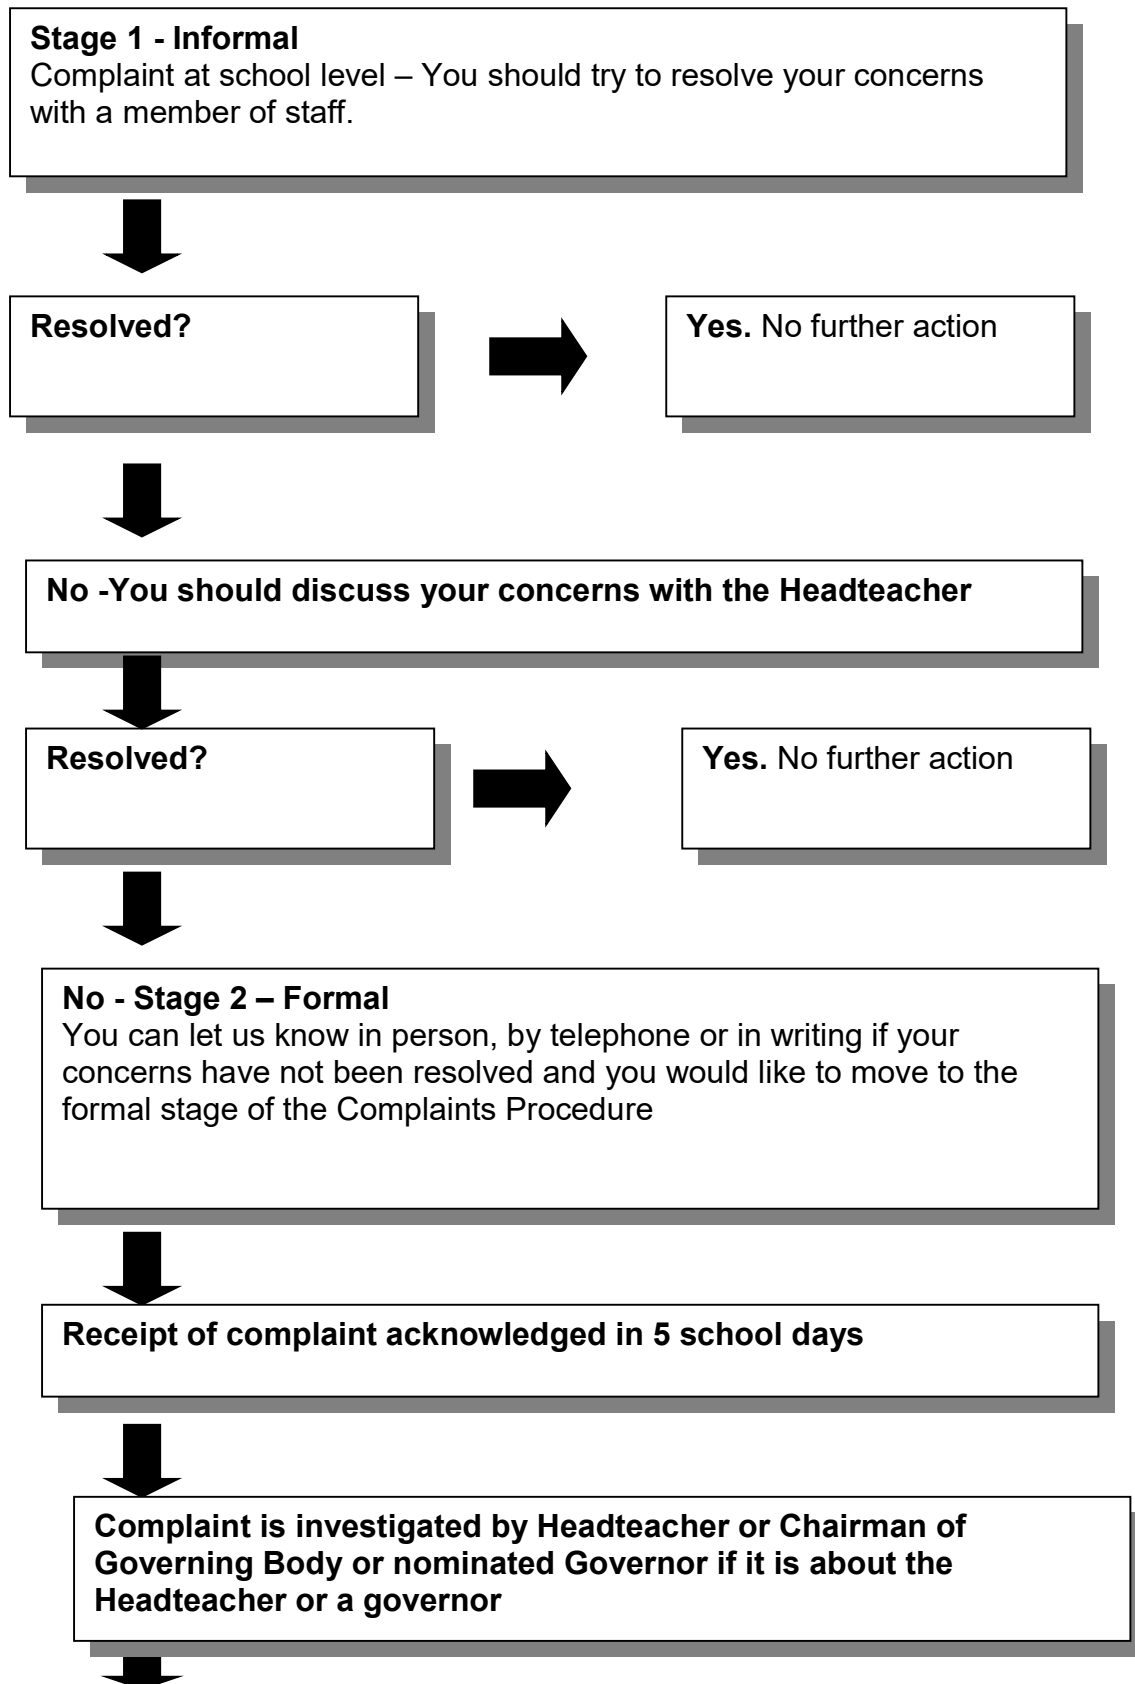 Stage 1 - Informal
Complaint at school level – You should try to resolve your concerns
with a member of staff.
Resolved?
Yes. No further action
No -You should discuss your concerns with the Headteacher
Resolved?
Yes. No further action
No - Stage 2 – Formal
You can let us know in person, by telephone or in writing if your
concerns have not been resolved and you would like to move to the
formal stage of the Complaints Procedure
Receipt of complaint acknowledged in 5 school days
Complaint is investigated by Headteacher or Chairman of
Governing Body or nominated Governor if it is about the
Headteacher or a governor